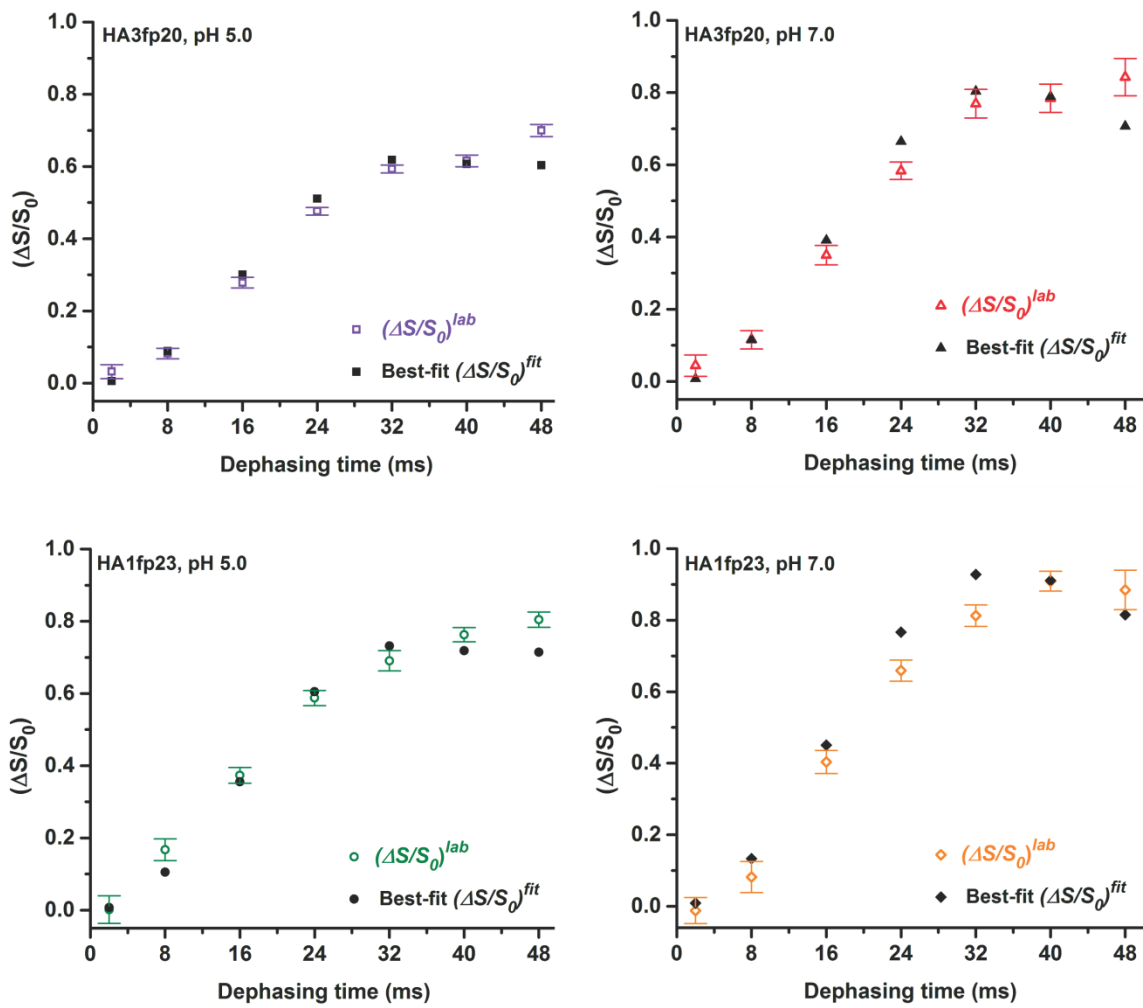 HA3fp20, pH 5.0
1.0
0.8
0.6
0.4
0.2
0.0
(ΔS/S₀)
(ΔS/S₀)ˡᵃᵇ
Best-fit (ΔS/S₀)ᶠⁱᵗ
0 8 16 24 32 40 48
Dephasing time (ms)
HA3fp20, pH 7.0
1.0
0.8
0.6
0.4
0.2
0.0
(ΔS/S₀)
(ΔS/S₀)ˡᵃᵇ
Best-fit (ΔS/S₀)ᶠⁱᵗ
0 8 16 24 32 40 48
Dephasing time (ms)
HA1fp23, pH 5.0
1.0
0.8
0.6
0.4
0.2
0.0
(ΔS/S₀)
(ΔS/S₀)ˡᵃᵇ
Best-fit (ΔS/S₀)ᶠⁱᵗ
0 8 16 24 32 40 48
Dephasing time (ms)
HA1fp23, pH 7.0
1.0
0.8
0.6
0.4
0.2
0.0
(ΔS/S₀)
(ΔS/S₀)ˡᵃᵇ
Best-fit (ΔS/S₀)ᶠⁱᵗ
0 8 16 24 32 40 48
Dephasing time (ms)